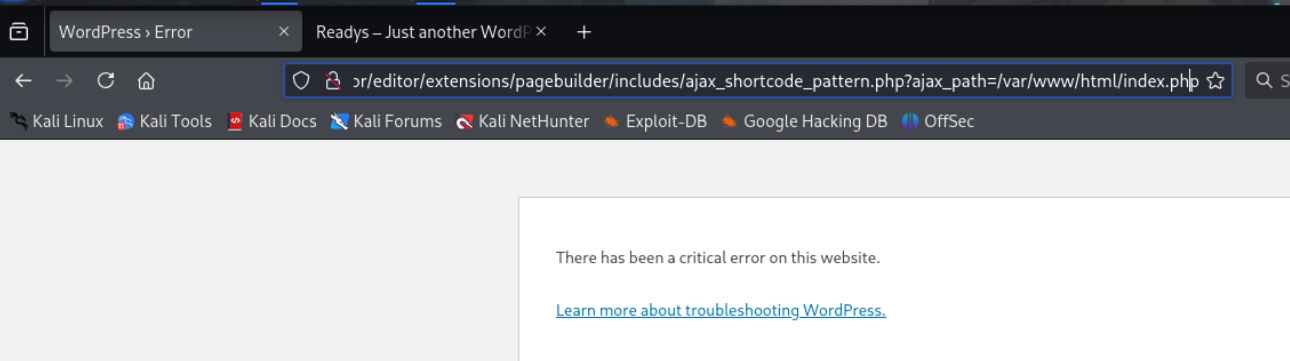 WordPress › Error
Readys – Just another WordP
or/editor/extensions/pagebuilder/includes/ajax_shortcode_pattern.php?ajax_path=/var/www/html/index.php
S
Kali Linux Kali Tools Kali Docs Kali Forums Kali NetHunter Exploit-DB Google Hacking DB OffSec
There has been a critical error on this website.
Learn more about troubleshooting WordPress.